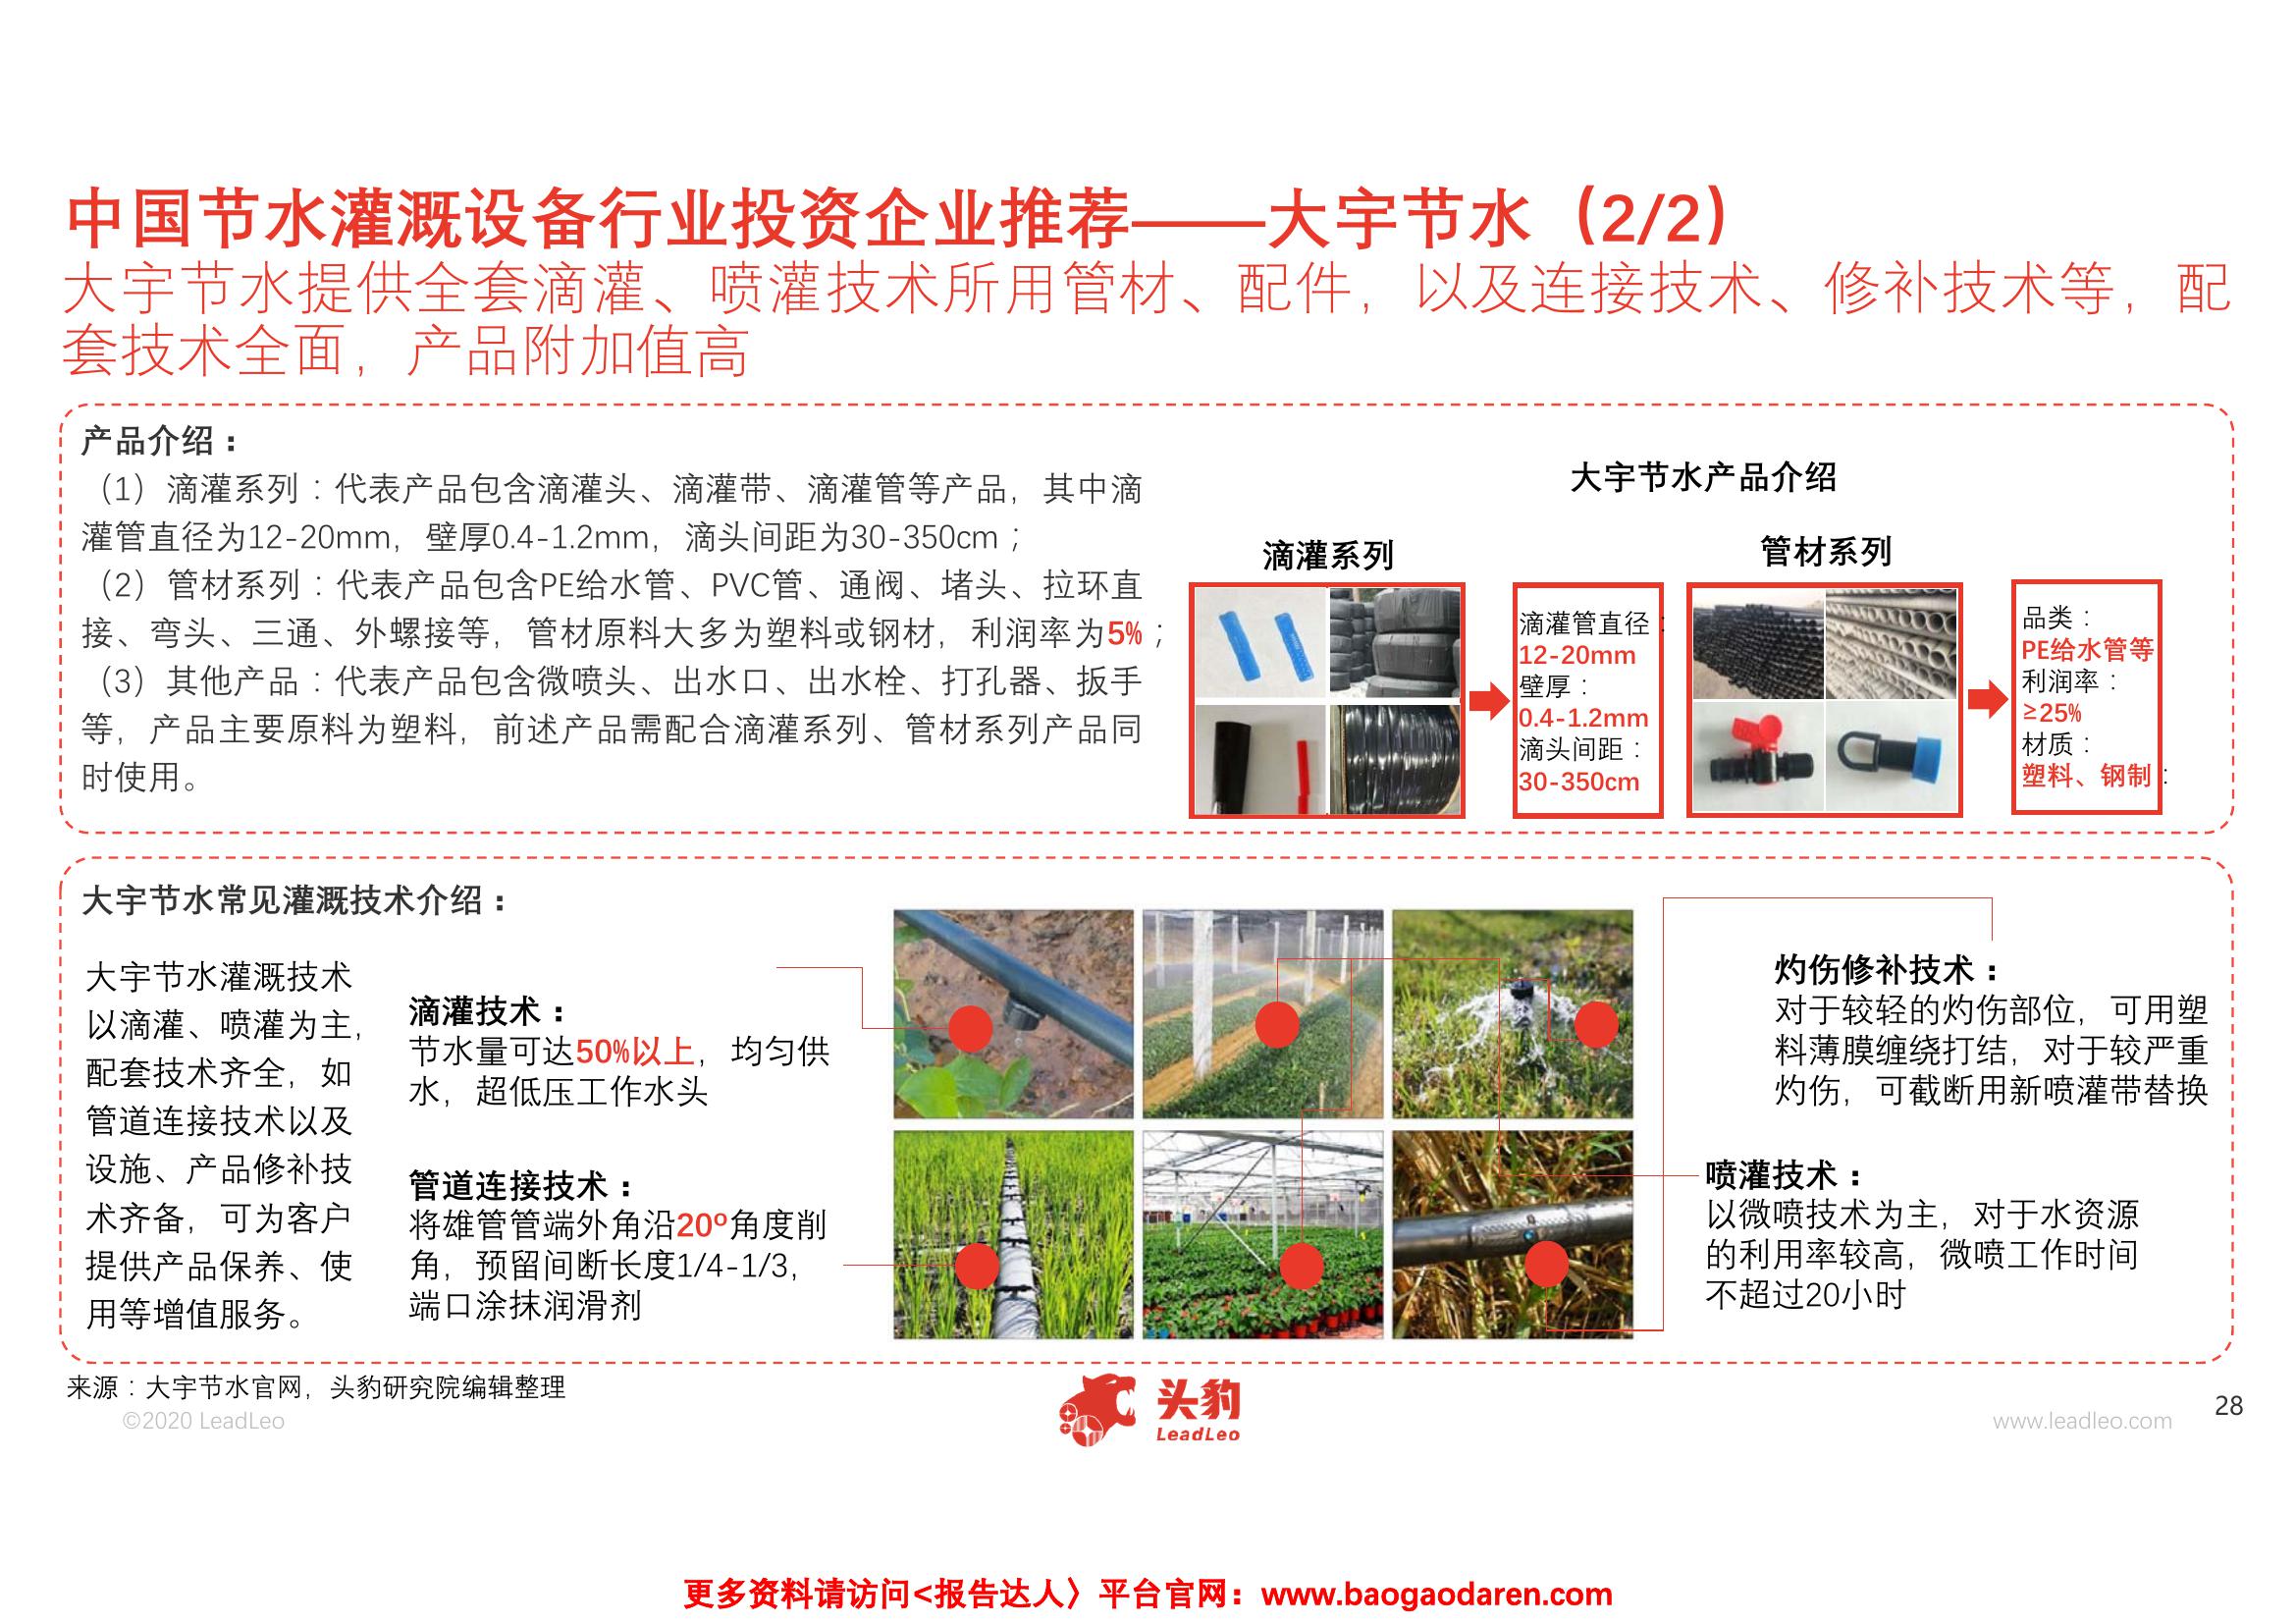 中国节水灌溉设备行业投资企业推荐——大宇节水（2/2）
大宇节水提供全套滴灌、喷灌技术所用管材、配件，以及连接技术、修补技术等，配
套技术全面，产品附加值高
产品介绍：
（1）滴灌系列：代表产品包含滴灌头、滴灌带、滴灌管等产品，其中滴
灌管直径为12-20mm，壁厚0.4-1.2mm，滴头间距为30-350cm；
（2）管材系列：代表产品包含PE给水管、PVC管、通阀、堵头、拉环直
接、弯头、三通、外螺接等，管材原料大多为塑料或钢材，利润率为5%；
（3）其他产品：代表产品包含微喷头、出水口、出水栓、打孔器、扳手
等，产品主要原料为塑料，前述产品需配合滴灌系列、管材系列产品同
时使用。
大宇节水产品介绍
滴灌系列
滴灌管直径：
12-20mm
壁厚：
0.4-1.2mm
滴头间距：
30-350cm
管材系列
品类：
PE给水管等
利润率：
≥25%
材质：
塑料、钢制：
大宇节水常见灌溉技术介绍：
大宇节水灌溉技术
以滴灌、喷灌为主，
配套技术齐全，如
管道连接技术以及
设施、产品修补技
术齐备，可为客户
提供产品保养、使
用等增值服务。
滴灌技术：
节水量可达50%以上，均匀供
水，超低压工作水头
管道连接技术：
将雄管管端外角沿20º角度削
角，预留间断长度1/4-1/3，
端口涂抹润滑剂
灼伤修补技术：
对于较轻的灼伤部位，可用塑
料薄膜缠绕打结，对于较严重
灼伤，可截断用新喷灌带替换
喷灌技术：
以微喷技术为主，对于水资源
的利用率较高，微喷工作时间
不超过20小时
来源：大宇节水官网，头豹研究院编辑整理
©2020 LeadLeo
头豹
LeadLeo
www.leadleo.com
28
更多资料请访问<报告达人〉平台官网：www.baogaodaren.com